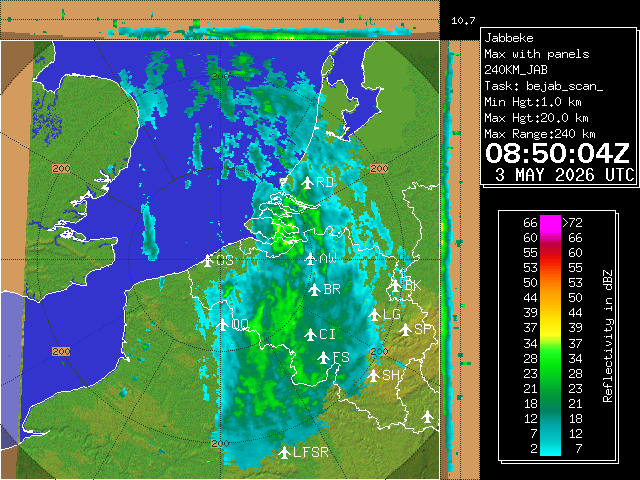 10.7
Jabbeke
Max with panels
240KM_JAB
Task: bejab_scan_
Min Hgt:1.0 km
Max Hgt:20.0 km
Max Range:240 km
08:50:04Z
3 MAY 2026 UTC
66 >72
60 66
55 60
53 55
50 53
44 50
39 44
37 39
34 37
28 34
23 28
21 23
18 21
12 18
7 12
2 7
Reflectivity in dBZ
200
200
200
RD
OS
AW
BR
BK
QQ
LG
CI
SP
200
FS
200
SH
200
LFSR